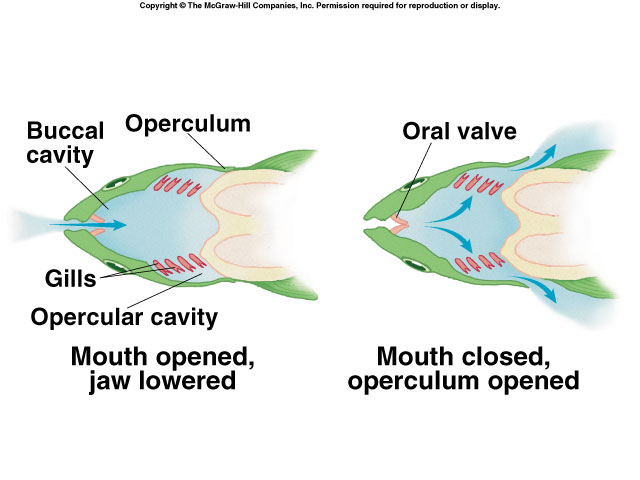 Copyright © The McGraw-Hill Companies, Inc. Permission required for reproduction or display.
Buccal
cavity
Operculum
Gills
Opercular cavity
Mouth opened,
jaw lowered
Oral valve
Mouth closed,
operculum opened